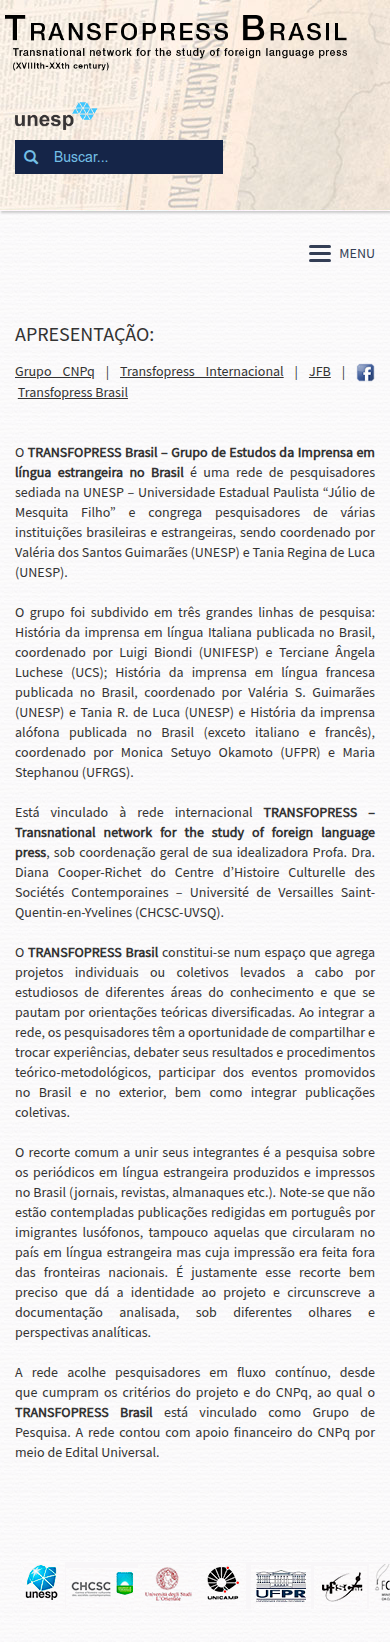 TRANSFOPRESS BRASIL
Transnational network for the study of foreign language press
(XVIIIth-XXth century)
unesp
Buscar...
MENU
APRESENTAÇÃO:
Grupo CNPq | Transfopress Internacional | JFB |
Transfopress Brasil
O TRANSFOPRESS Brasil – Grupo de Estudos da Imprensa em
língua estrangeira no Brasil é uma rede de pesquisadores
sediada na UNESP – Universidade Estadual Paulista “Júlio de
Mesquita Filho” e congrega pesquisadores de várias
instituições brasileiras e estrangeiras, sendo coordenado por
Valéria dos Santos Guimarães (UNESP) e Tania Regina de Luca
(UNESP).
O grupo foi subdivido em três grandes linhas de pesquisa:
História da imprensa em língua Italiana publicada no Brasil,
coordenado por Luigi Biondi (UNIFESP) e Terciane Ângela
Luchese (UCS); História da imprensa em língua francesa
publicada no Brasil, coordenado por Valéria S. Guimarães
(UNESP) e Tania R. de Luca (UNESP) e História da imprensa
alófona publicada no Brasil (exceto italiano e francês),
coordenado por Monica Setuyo Okamoto (UFPR) e Maria
Stephanou (UFRGS).
Está vinculado à rede internacional TRANSFOPRESS –
Transnational network for the study of foreign language
press, sob coordenação geral de sua idealizadora Profa. Dra.
Diana Cooper-Richet do Centre d’Histoire Culturelle des
Sociétés Contemporaines – Université de Versailles Saint-
Quentin-en-Yvelines (CHCSC-UVSQ).
O TRANSFOPRESS Brasil constitui-se num espaço que agrega
projetos individuais ou coletivos levados a cabo por
estudiosos de diferentes áreas do conhecimento e que se
pautam por orientações teóricas diversificadas. Ao integrar a
rede, os pesquisadores têm a oportunidade de compartilhar e
trocar experiências, debater seus resultados e procedimentos
teórico-metodológicos, participar dos eventos promovidos
no Brasil e no exterior, bem como integrar publicações
coletivas.
O recorte comum a unir seus integrantes é a pesquisa sobre
os periódicos em língua estrangeira produzidos e impressos
no Brasil (jornais, revistas, almanaques etc.). Note-se que não
estão contempladas publicações redigidas em português por
imigrantes lusófonos, tampouco aquelas que circularam no
país em língua estrangeira mas cuja impressão era feita fora
das fronteiras nacionais. É justamente esse recorte bem
preciso que dá a identidade ao projeto e circunscreve a
documentação analisada, sob diferentes olhares e
perspectivas analíticas.
A rede acolhe pesquisadores em fluxo contínuo, desde
que cumpram os critérios do projeto e do CNPq, ao qual o
TRANSFOPRESS Brasil está vinculado como Grupo de
Pesquisa. A rede contou com apoio financeiro do CNPq por
meio de Edital Universal.
unesp CHCSC UNICAMP UFPR